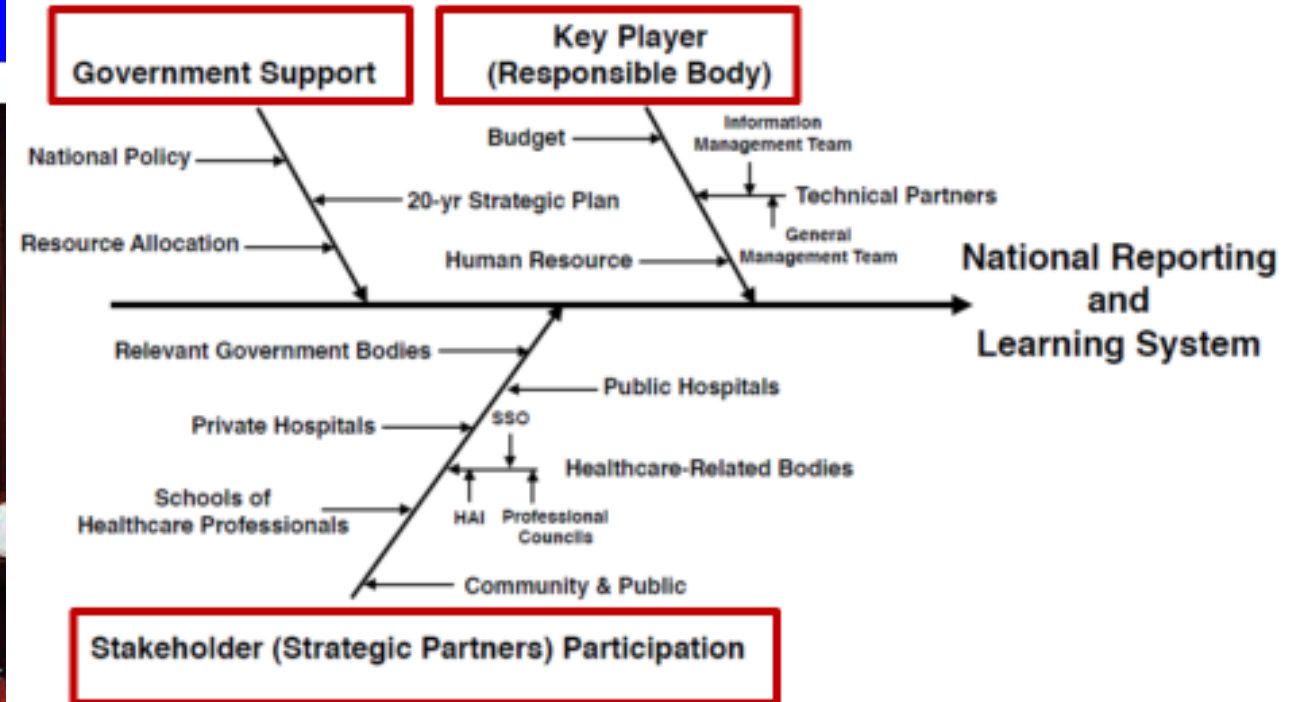 Government Support
Key Player
(Responsible Body)
National Policy
20-yr Strategic Plan
Resource Allocation
Budget
Information
Management Team
Technical Partners
General
Management Team
Human Resource
National Reporting
and
Learning System
Relevant Government Bodies
Public Hospitals
Private Hospitals
SSO
Healthcare-Related Bodies
HAI
Professional
Councils
Schools of
Healthcare Professionals
Community & Public
Stakeholder (Strategic Partners) Participation